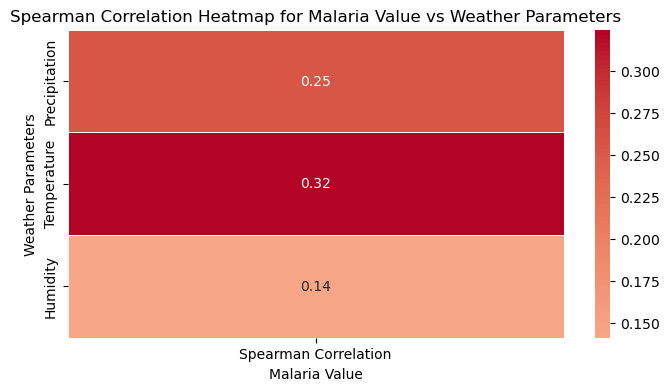 Spearman Correlation Heatmap for Malaria Value vs Weather Parameters
Weather Parameters
Precipitation
Temperature
Humidity
0.25
0.32
0.14
0.300
0.275
0.250
0.225
0.200
0.175
0.150
Spearman Correlation
Malaria Value